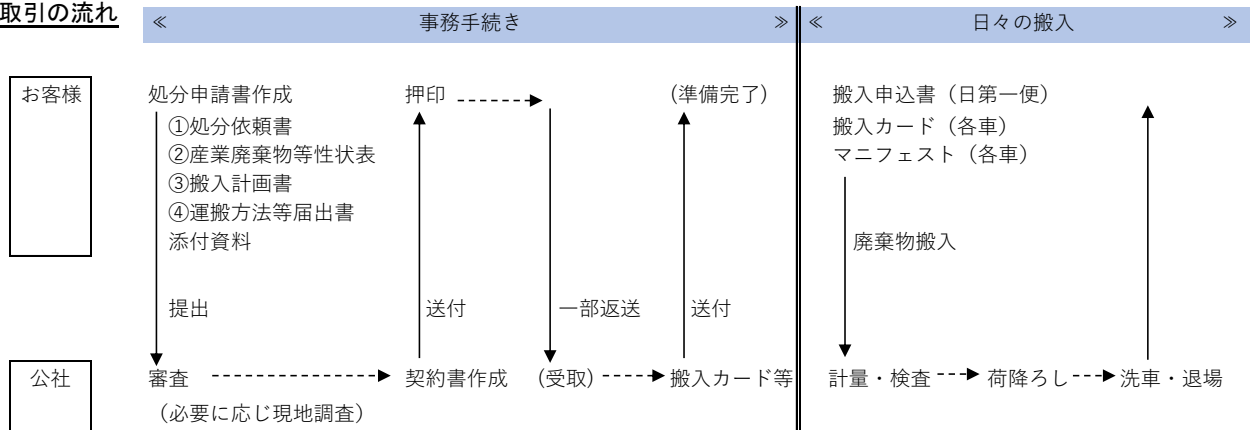 取引の流れ
≪ 事務手続き ≫ ≪ 日々の搬入 ≫
お客様 処分申請書作成 押印 (準備完了) 搬入申込書（日第一便）
①処分依頼書 搬入カード（各車）
②産業廃棄物等性状表 マニフェスト（各車）
③搬入計画書
④運搬方法等届出書
添付資料 廃棄物搬入
提出 送付 一部返送 送付
公社 審査 契約書作成 (受取) 搬入カード等 計量・検査 荷降ろし 洗車・退場
（必要に応じ現地調査）